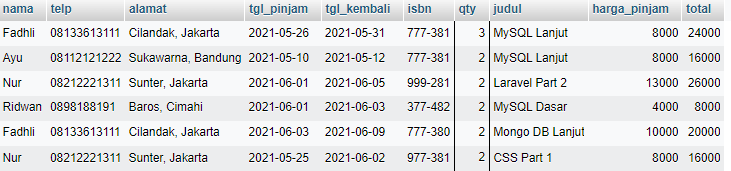 nama telp alamat tgl_pinjam tgl_kembali isbn qty judul harga_pinjam total
Fadhli 08133613111 Cilandak, Jakarta 2021-05-26 2021-05-31 777-381 3 MySQL Lanjut 8000 24000
Ayu 08112121222 Sukawarna, Bandung 2021-05-10 2021-05-12 777-381 2 MySQL Lanjut 8000 16000
Nur 08212221311 Sunter, Jakarta 2021-06-01 2021-06-05 999-281 2 Laravel Part 2 13000 26000
Ridwan 0898188191 Baros, Cimahi 2021-06-01 2021-06-03 377-482 2 MySQL Dasar 4000 8000
Fadhli 08133613111 Cilandak, Jakarta 2021-06-03 2021-06-09 777-380 2 Mongo DB Lanjut 10000 20000
Nur 08212221311 Sunter, Jakarta 2021-05-25 2021-06-02 977-381 2 CSS Part 1 8000 16000